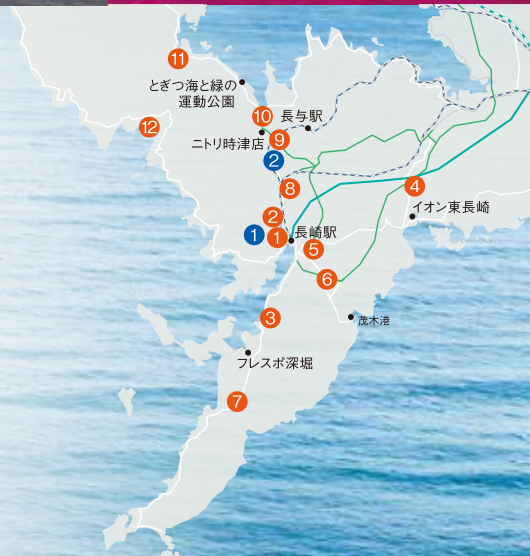 11
とぎつ海と緑の
運動公園
12
10
長与駅
ニトリ時津店
9
2
8
4
イオン東長崎
2
1
1
長崎駅
5
6
3
茂木港
フレスポ深堀
7